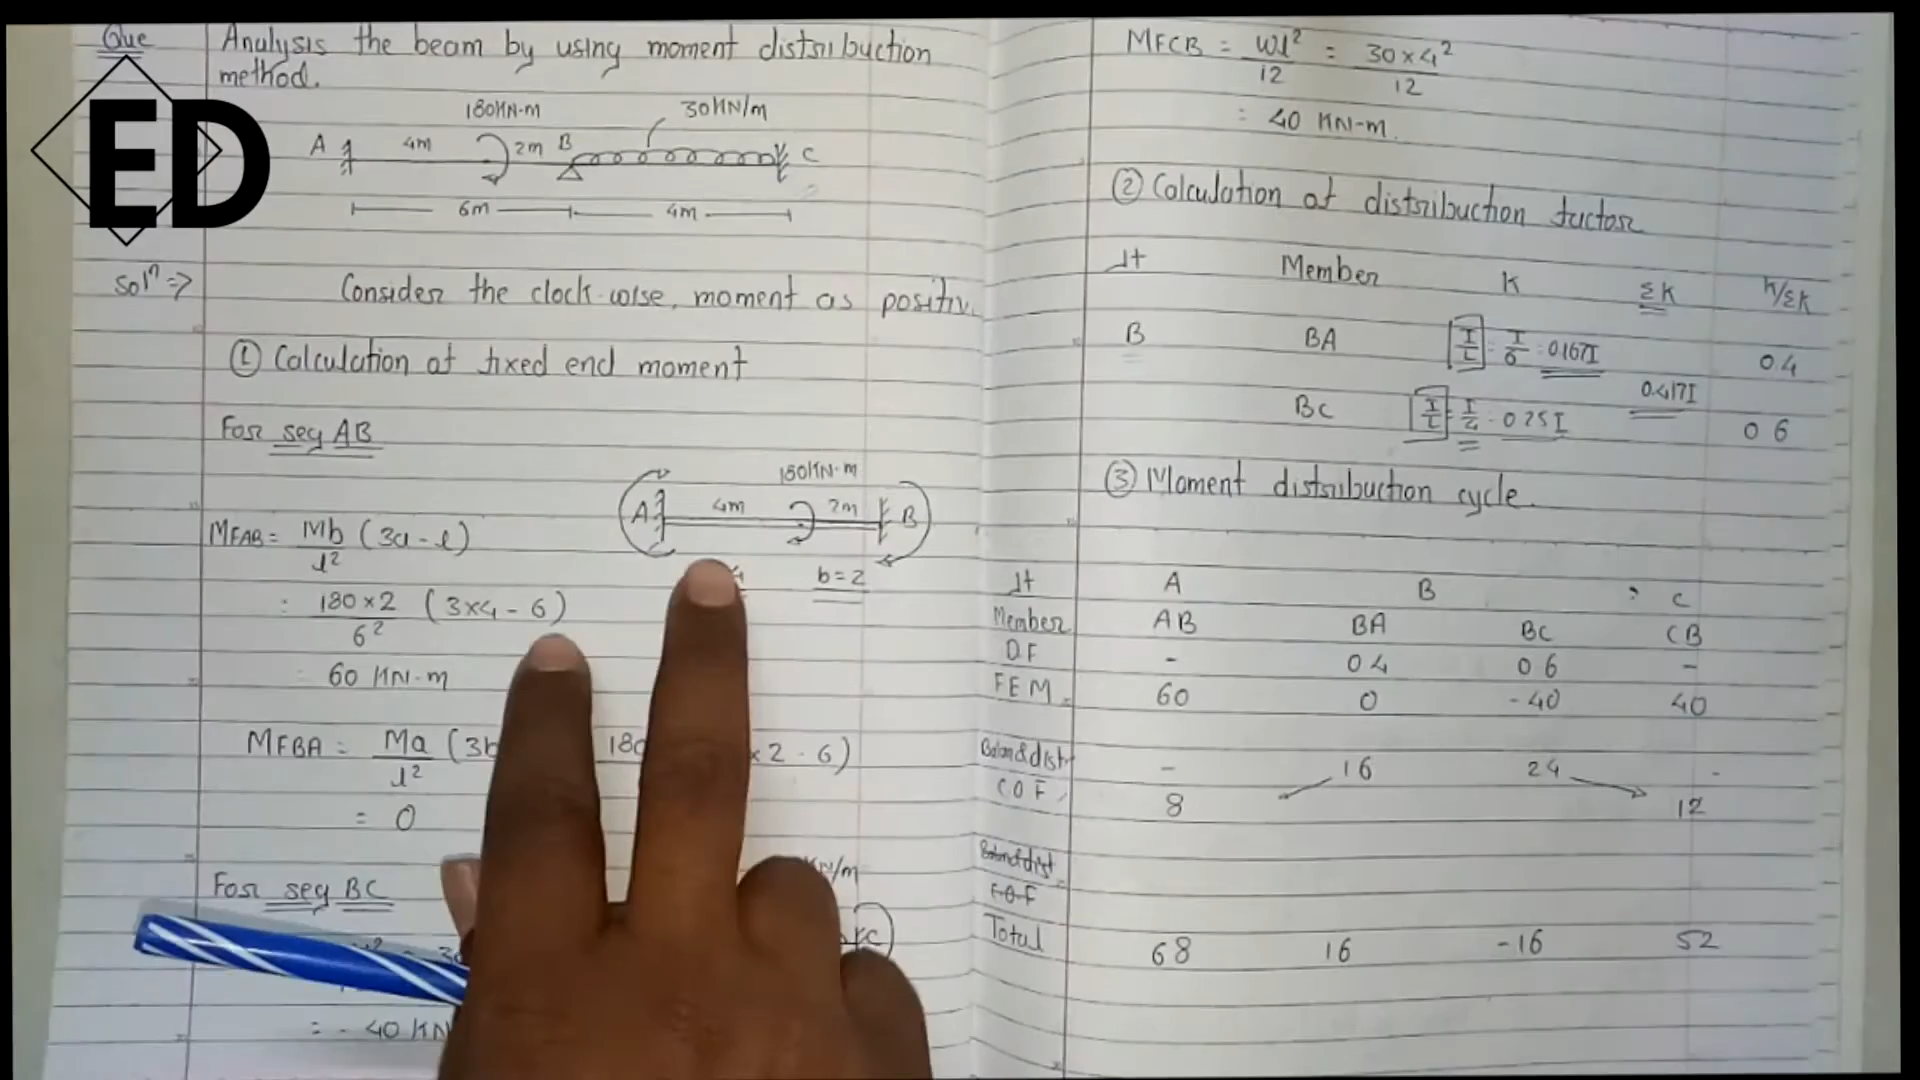 ED
Que
Analysis the beam by using moment distribuction
method.
180KN-m
30KN/m
A
4m
2m
B
C
6m
4m
Solⁿ =>
Consider the clock-wise, moment as positiv.
① Calculation of fixed end moment
For seg AB
180KN-m
A
4m
2m
B
b=2
MFAB = Mb/l² (3a - l)
= 180×2/6² (3×4 - 6)
= 60 KN-m
MFBA = Ma/l² (3b
180
×2 - 6)
= 0
For seg BC
KN/m
C
= - 40 KN
MFCB = Wl²/12 = 30×4²/12
= 40 KN-m.
② Calculation of distribuction factor
Jt Member K ΣK K/ΣK
B BA I/L = I/6 = 0.167I 0.4
0.417I
BC I/L = I/4 = 0.25I 0.6
③ Moment distribuction cycle.
Jt A B C
Member AB BA BC CB
D.F - 0.4 0.6 -
F.E.M. 60 0 -40 40
Balan&dist - 16 24 -
C.O.F. 8 12
C.O.F
Total 68 16 -16 52